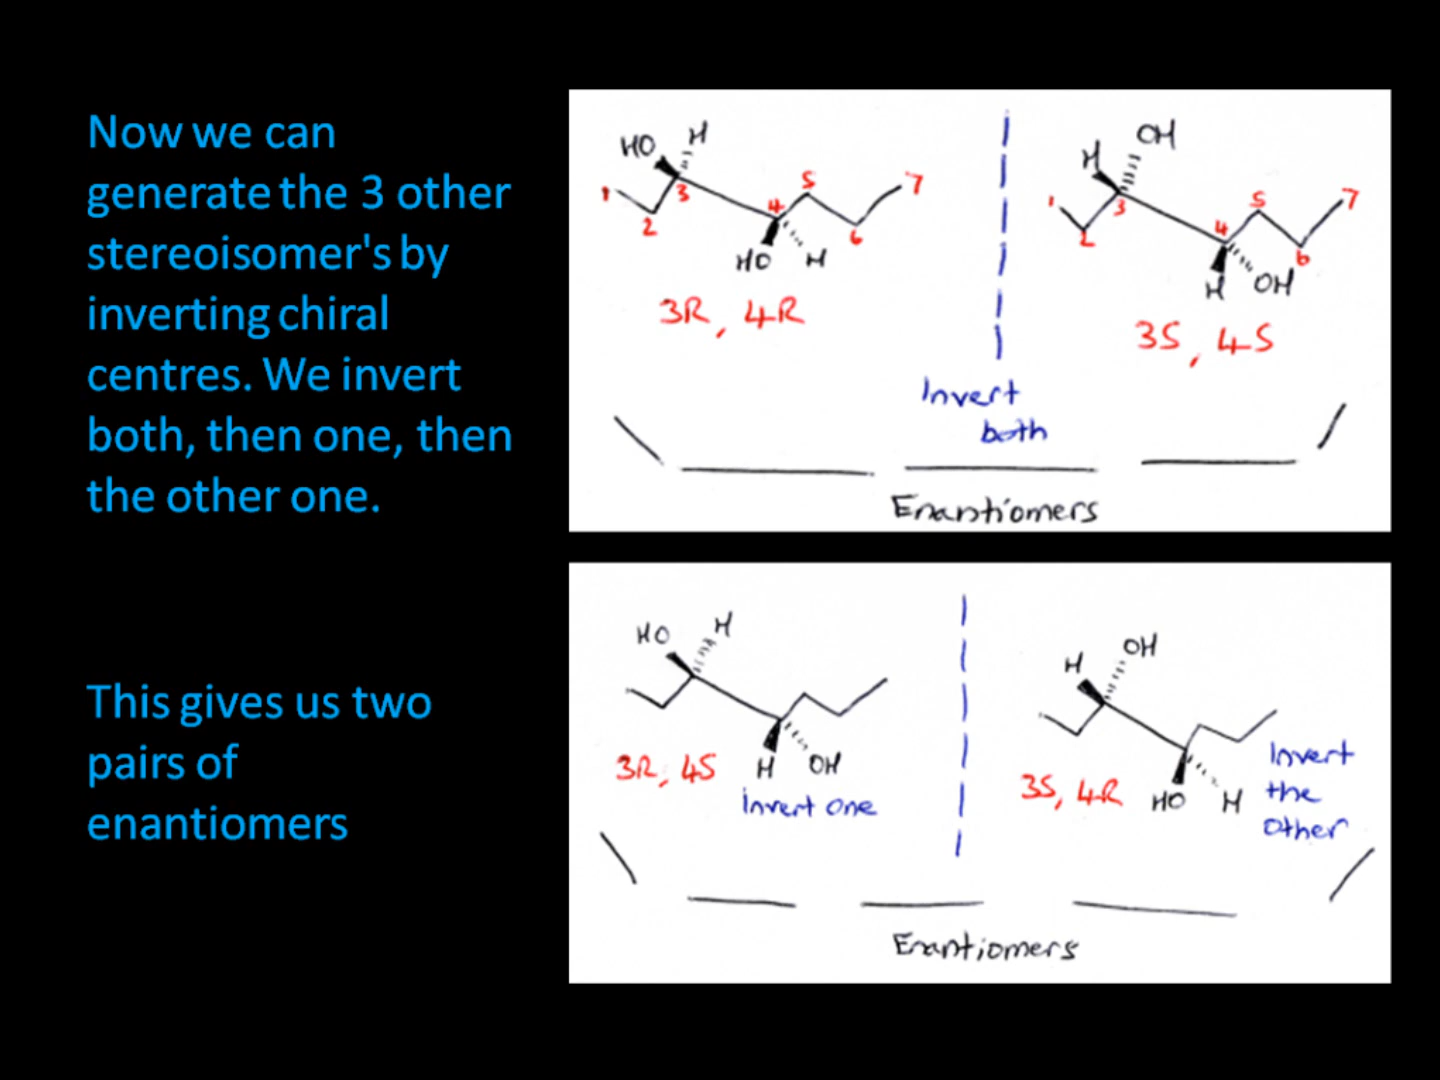 Now we can
generate the 3 other
stereoisomer's by
inverting chiral
centres. We invert
both, then one, then
the other one.
This gives us two
pairs of
enantiomers
HO H
1 2 3 4 5 6 7
HO H
3R, 4R
H OH
1 2 3 4 5 6 7
H OH
3S, 4S
Invert
both
Enantiomers
HO H
3R, 4S
H OH
Invert one
H OH
3S, 4R
HO H
Invert
the
other
Enantiomers